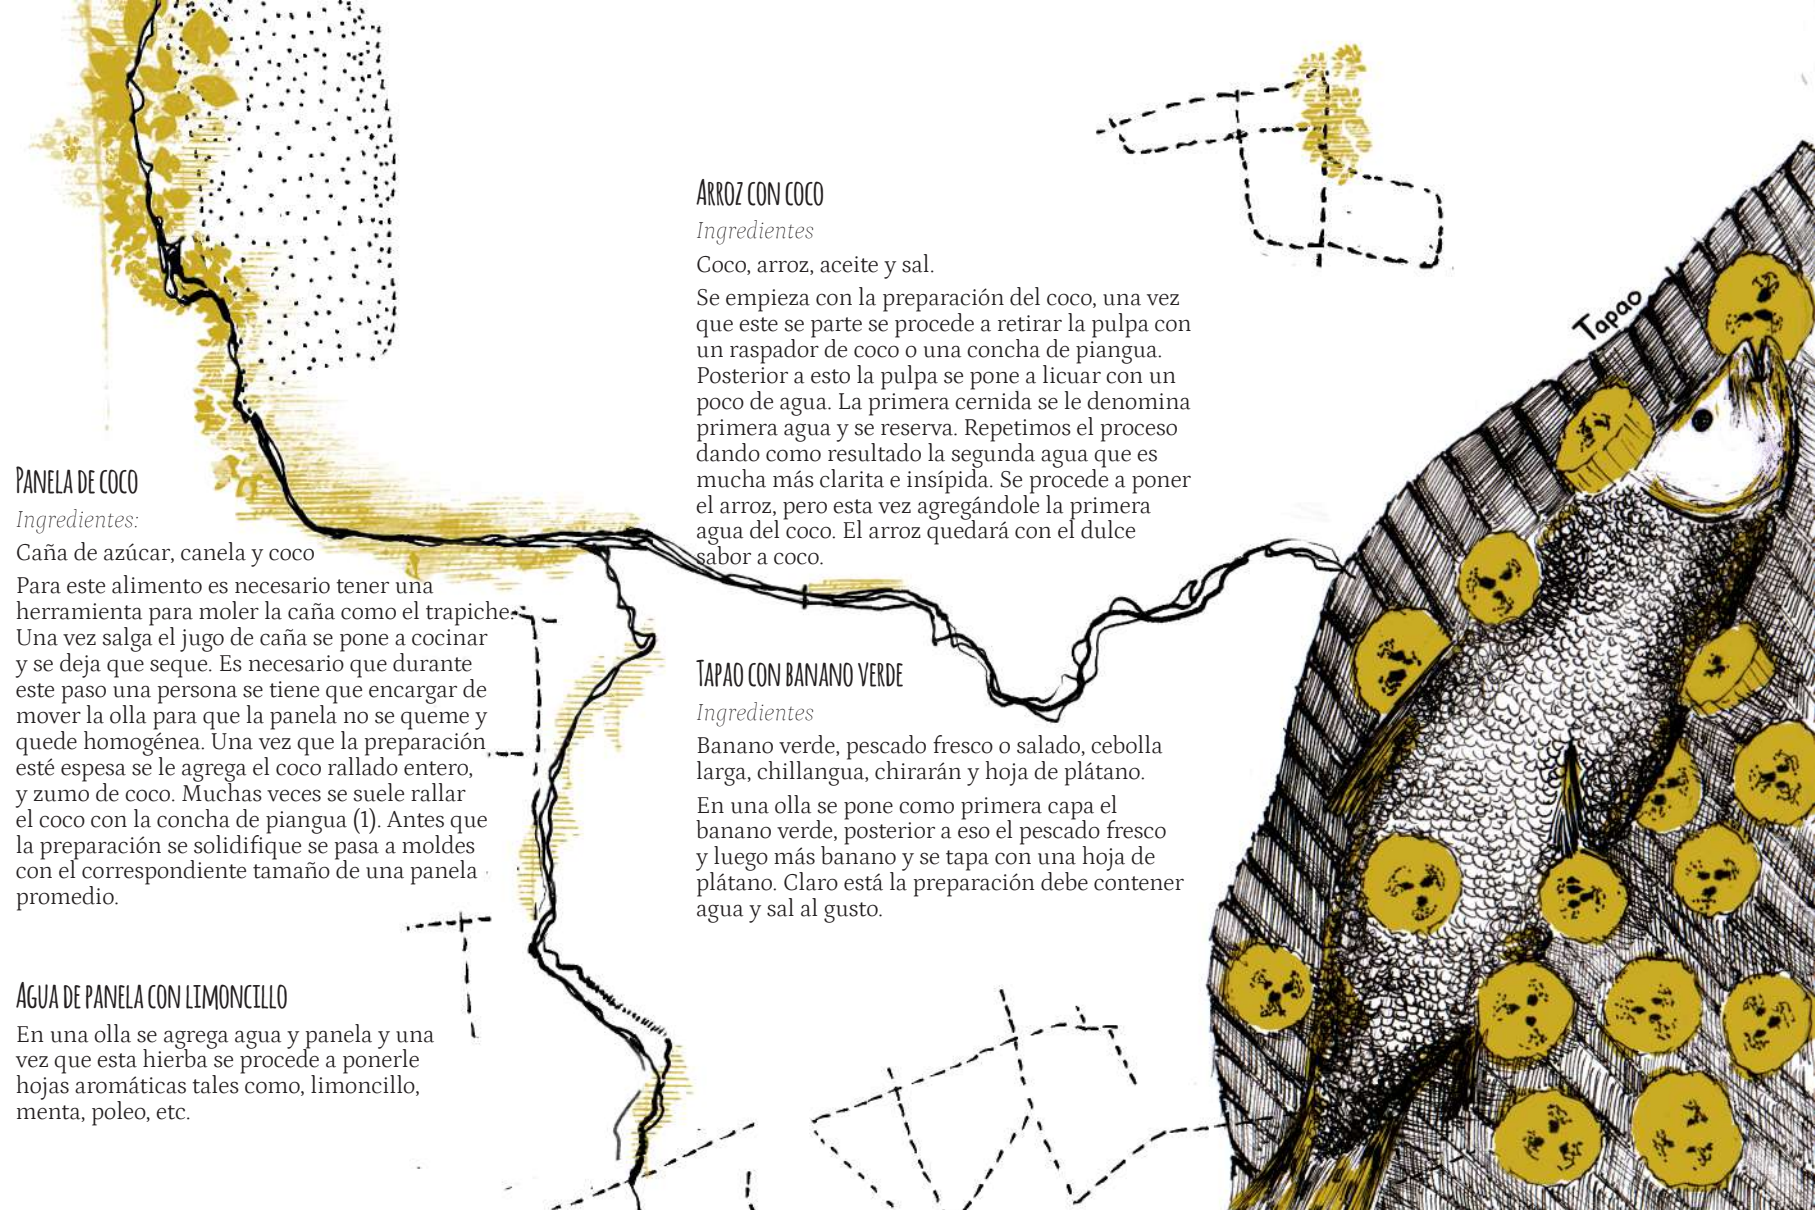 Panela de coco
Ingredientes:
Caña de azúcar, canela y coco
Para este alimento es necesario tener una
herramienta para moler la caña como el trapiche.
Una vez salga el jugo de caña se pone a cocinar
y se deja que seque. Es necesario que durante
este paso una persona se tiene que encargar de
mover la olla para que la panela no se queme y
quede homogénea. Una vez que la preparación
esté espesa se le agrega el coco rallado entero,
y zumo de coco. Muchas veces se suele rallar
el coco con la concha de piangua (1). Antes que
la preparación se solidifique se pasa a moldes
con el correspondiente tamaño de una panela
promedio.
Agua de panela con limoncillo
En una olla se agrega agua y panela y una
vez que esta hierba se procede a ponerle
hojas aromáticas tales como, limoncillo,
menta, poleo, etc.
Arroz con coco
Ingredientes
Coco, arroz, aceite y sal.
Se empieza con la preparación del coco, una vez
que este se parte se procede a retirar la pulpa con
un raspador de coco o una concha de piangua.
Posterior a esto la pulpa se pone a licuar con un
poco de agua. La primera cernida se le denomina
primera agua y se reserva. Repetimos el proceso
dando como resultado la segunda agua que es
mucha más clarita e insípida. Se procede a poner
el arroz, pero esta vez agregándole la primera
agua del coco. El arroz quedará con el dulce
sabor a coco.
Tapao con banano verde
Ingredientes
Banano verde, pescado fresco o salado, cebolla
larga, chillangua, chirarán y hoja de plátano.
En una olla se pone como primera capa el
banano verde, posterior a eso el pescado fresco
y luego más banano y se tapa con una hoja de
plátano. Claro está la preparación debe contener
agua y sal al gusto.
Tapao